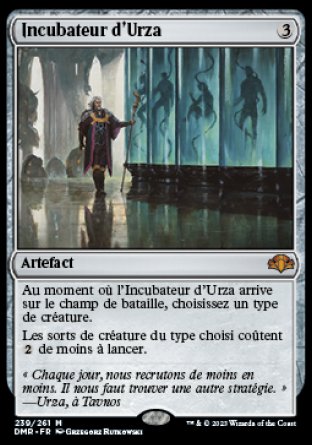 Incubateur d'Urza 3
Artefact
Au moment où l'Incubateur d'Urza arrive
sur le champ de bataille, choisissez un type
de créature.
Les sorts de créature du type choisi coûtent
2 de moins à lancer.
« Chaque jour, nous recrutons de moins en
moins. Il nous faut trouver une autre stratégie. »
—Urza, à Tavnos
239/261 M
DMR • FR Grzegorz Rutkowski
™ & © 2023 Wizards of the Coast